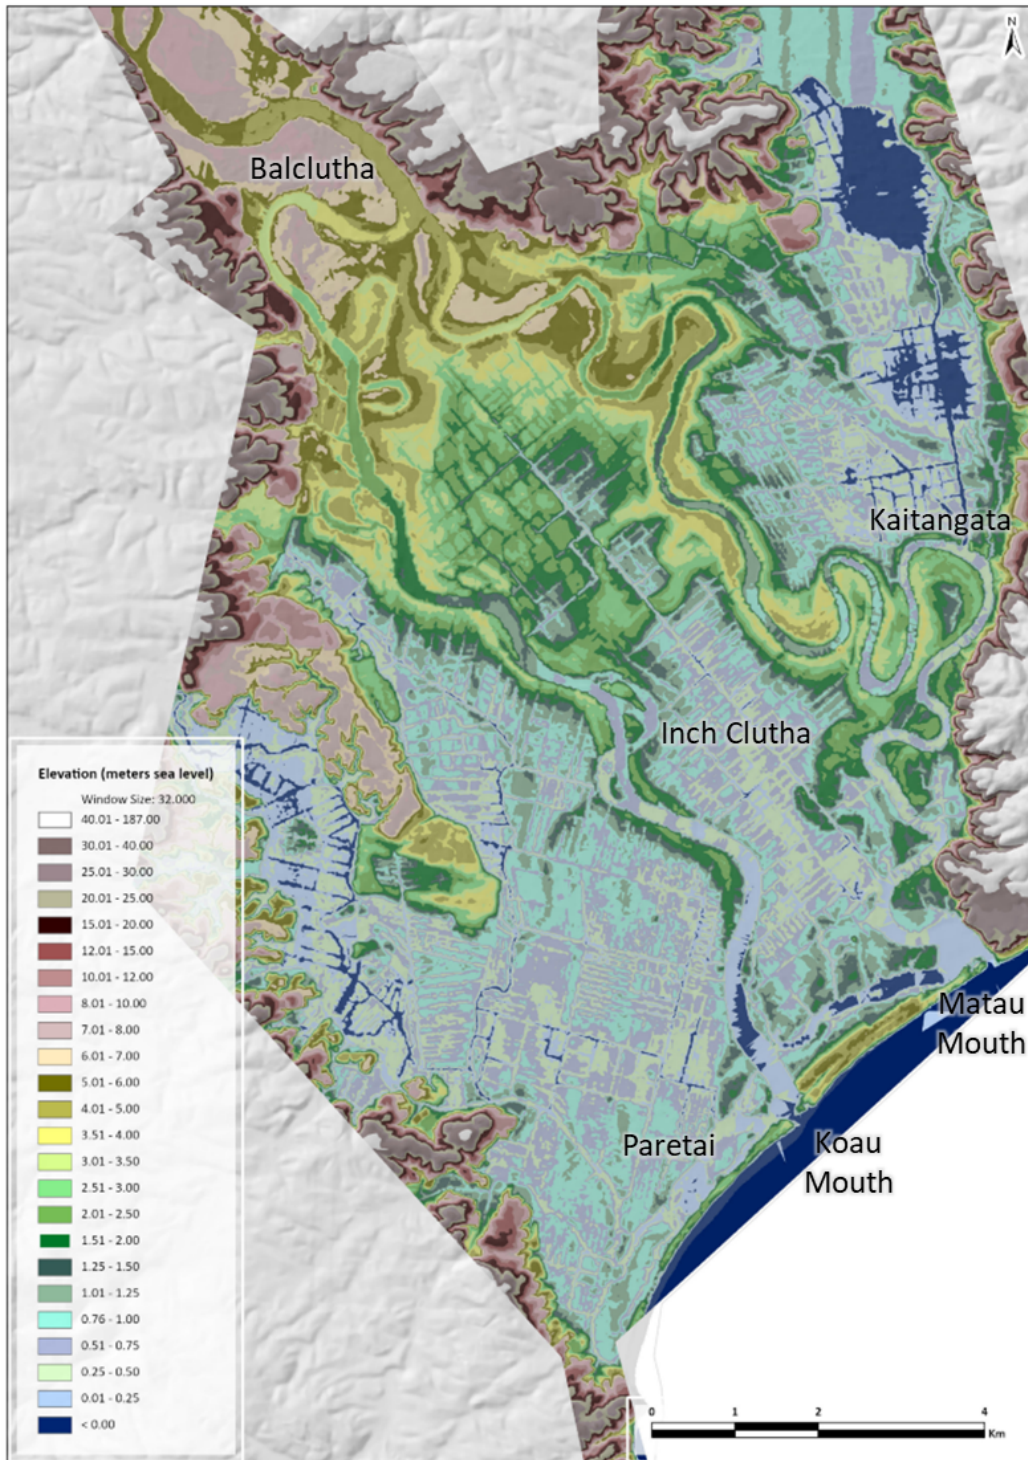 N
Balclutha
Kaitangata
Inch Clutha
Matau
Mouth
Paretai
Koau
Mouth
Elevation (meters sea level)
Window Size: 32.000
40.01 - 187.00
30.01 - 40.00
25.01 - 30.00
20.01 - 25.00
15.01 - 20.00
12.01 - 15.00
10.01 - 12.00
8.01 - 10.00
7.01 - 8.00
6.01 - 7.00
5.01 - 6.00
4.01 - 5.00
3.51 - 4.00
3.01 - 3.50
2.51 - 3.00
2.01 - 2.50
1.51 - 2.00
1.25 - 1.50
1.01 - 1.25
0.76 - 1.00
0.51 - 0.75
0.25 - 0.50
0.01 - 0.25
< 0.00
0 1 2 4
Km